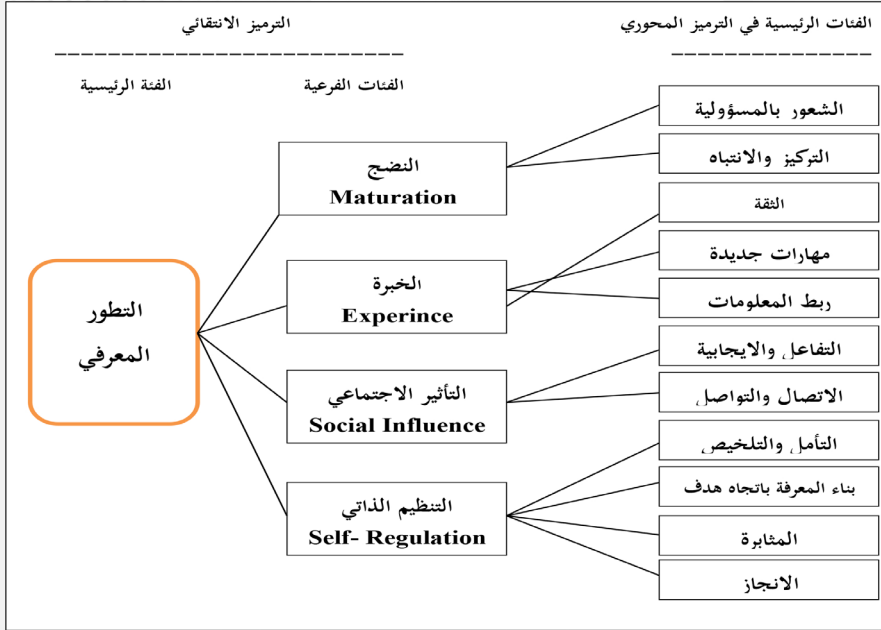 الفئات الرئيسية في الترميز المحوري
الترميز الانتقائي
الفئات الفرعية
الفئة الرئيسية
الشعور بالمسؤولية
التركيز والانتباه
الثقة
مهارات جديدة
ربط المعلومات
التفاعل والايجابية
الاتصال والتواصل
التأمل والتلخيص
بناء المعرفة باتجاه هدف
المثابرة
الانجاز
النضج
Maturation
الخبرة
Experince
التأثير الاجتماعي
Social Influence
التنظيم الذاتي
Self- Regulation
التطور
المعرفي